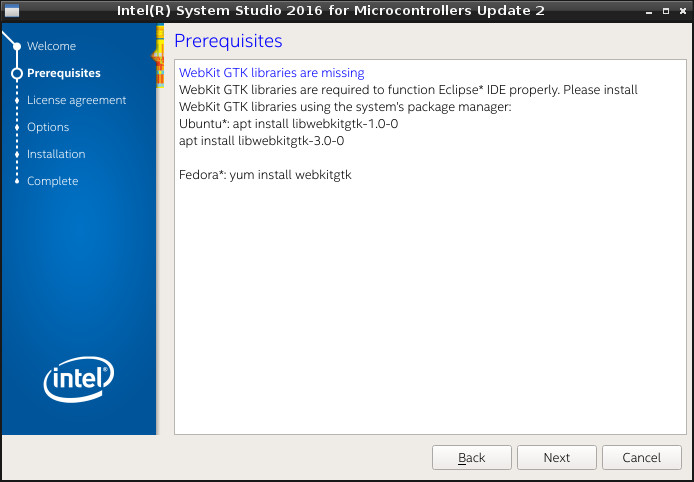 Intel(R) System Studio 2016 for Microcontrollers Update 2
Welcome
Prerequisites
License agreement
Options
Installation
Complete
intel
Prerequisites
WebKit GTK libraries are missing
WebKit GTK libraries are required to function Eclipse* IDE properly. Please install
WebKit GTK libraries using the system's package manager:
Ubuntu*: apt install libwebkitgtk-1.0-0
apt install libwebkitgtk-3.0-0
Fedora*: yum install webkitgtk
Back
Next
Cancel